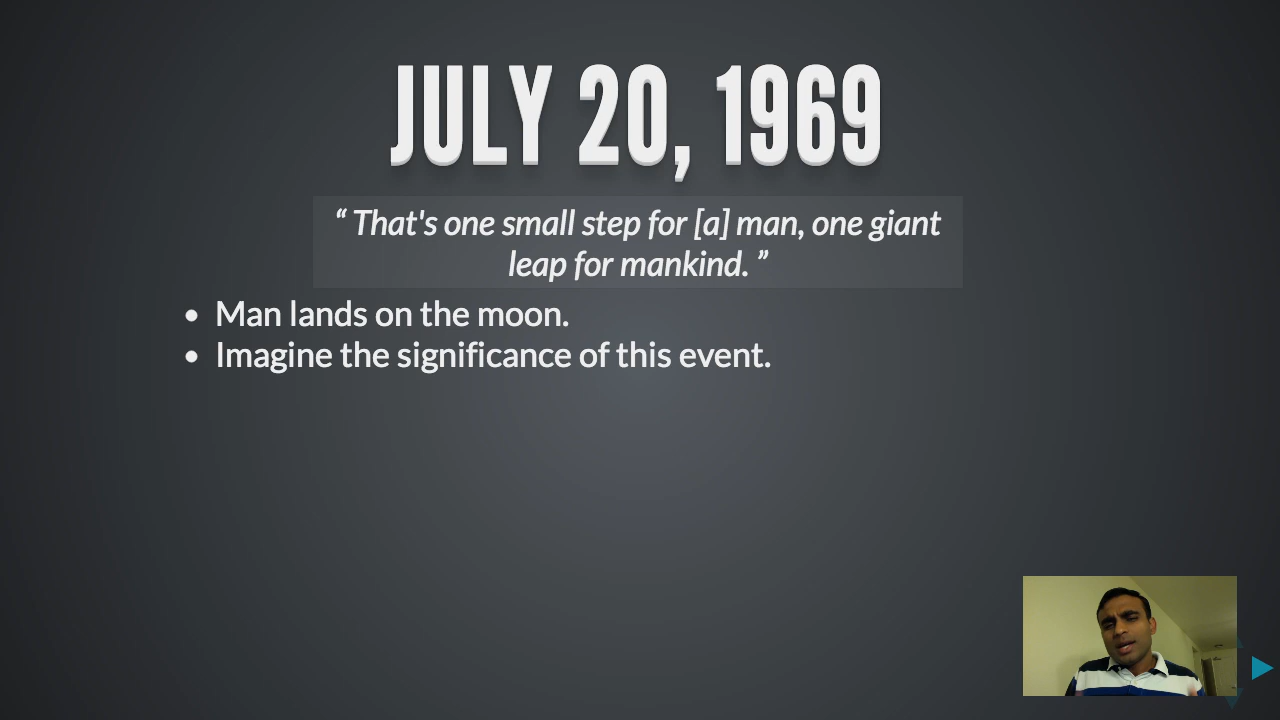 JULY 20, 1969
“ That's one small step for [a] man, one giant
leap for mankind. ”
• Man lands on the moon.
• Imagine the significance of this event.